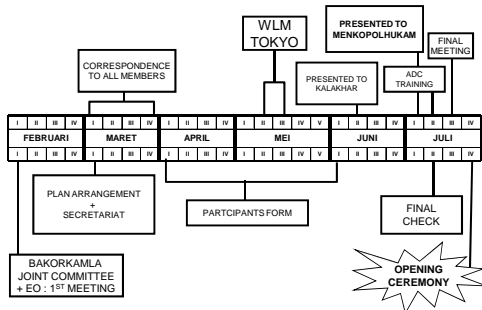 WLM
TOKYO
PRESENTED TO
MENKOPOLHUKAM
FINAL
MEETING
CORRESPONDENCE
TO ALL MEMBERS
PRESENTED TO
KALAKHAR
ADC
TRAINING
I II III IV I II III IV I II III IV I II III IV V I II III IV I II III IV
FEBRUARI MARET APRIL MEI JUNI JULI
I II III IV I II III IV I II III IV I II III IV V I II III IV I II III IV
PLAN ARRANGEMENT
+
SECRETARIAT
PARTCIPANTS FORM
FINAL
CHECK
BAKORKAMLA
JOINT COMMITTEE
+ EO : 1ST MEETING
OPENING
CEREMONY